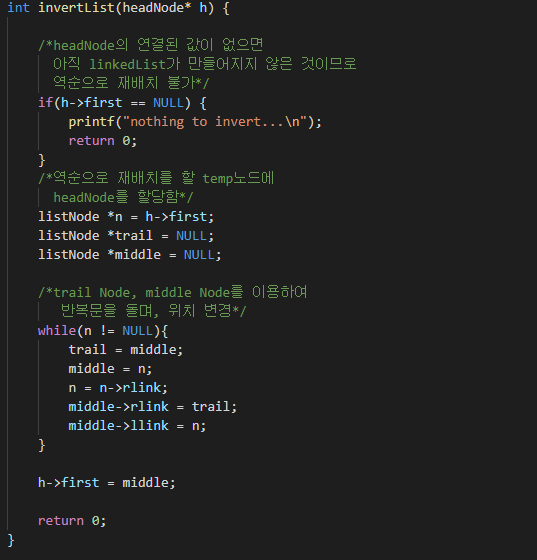 int invertList(headNode* h) {
/*headNode의 연결된 값이 없으면
아직 linkedList가 만들어지지 않은 것이므로
역순으로 재배치 불가*/
if(h->first == NULL) {
printf("nothing to invert...\n");
return 0;
}
/*역순으로 재배치를 할 temp노드에
headNode를 할당함*/
listNode *n = h->first;
listNode *trail = NULL;
listNode *middle = NULL;
/*trail Node, middle Node를 이용하여
반복문을 돌며, 위치 변경*/
while(n != NULL){
trail = middle;
middle = n;
n = n->rlink;
middle->rlink = trail;
middle->llink = n;
}
h->first = middle;
return 0;
}